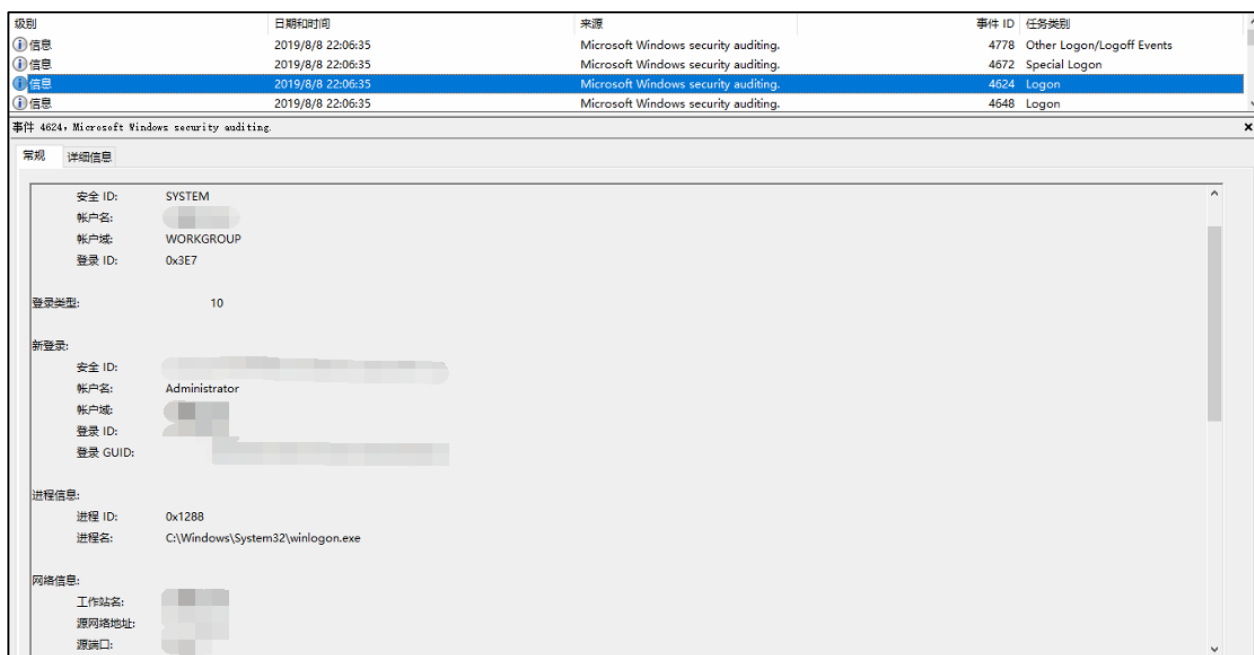 级别 日期和时间 来源 事件 ID 任务类别
信息 2019/8/8 22:06:35 Microsoft Windows security auditing. 4778 Other Logon/Logoff Events
信息 2019/8/8 22:06:35 Microsoft Windows security auditing. 4672 Special Logon
信息 2019/8/8 22:06:35 Microsoft Windows security auditing. 4624 Logon
信息 2019/8/8 22:06:35 Microsoft Windows security auditing. 4648 Logon
事件 4624，Microsoft Windows security auditing.
常规 详细信息
安全 ID: SYSTEM
帐户名:
帐户域: WORKGROUP
登录 ID: 0x3E7
登录类型: 10
新登录:
安全 ID:
帐户名: Administrator
帐户域:
登录 ID:
登录 GUID:
进程信息:
进程 ID: 0x1288
进程名: C:\Windows\System32\winlogon.exe
网络信息:
工作站名:
源网络地址:
源端口: